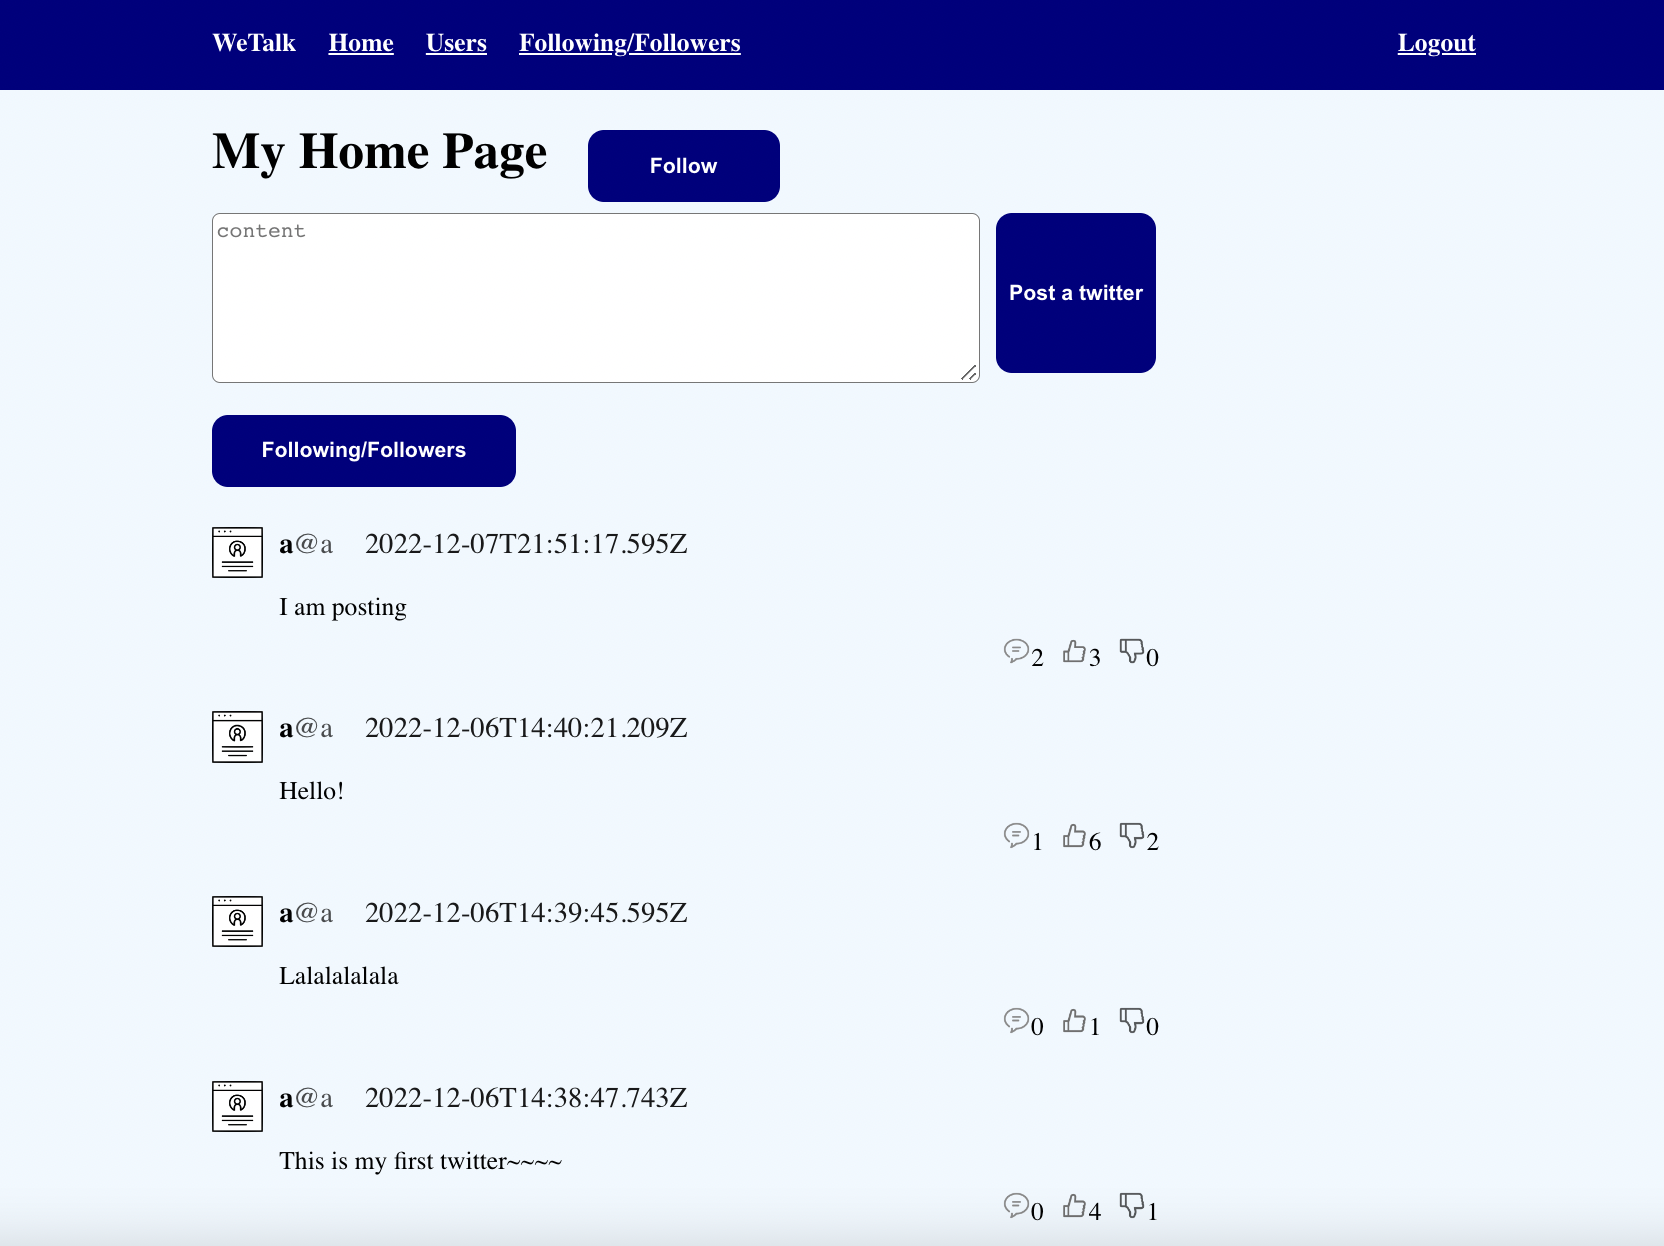 WeTalk Home Users Following/Followers Logout
My Home Page Follow
content
Post a twitter
Following/Followers
a@a 2022-12-07T21:51:17.595Z
I am posting
2 3 0
a@a 2022-12-06T14:40:21.209Z
Hello!
1 6 2
a@a 2022-12-06T14:39:45.595Z
Lalalalalala
0 1 0
a@a 2022-12-06T14:38:47.743Z
This is my first twitter~~~~
0 4 1